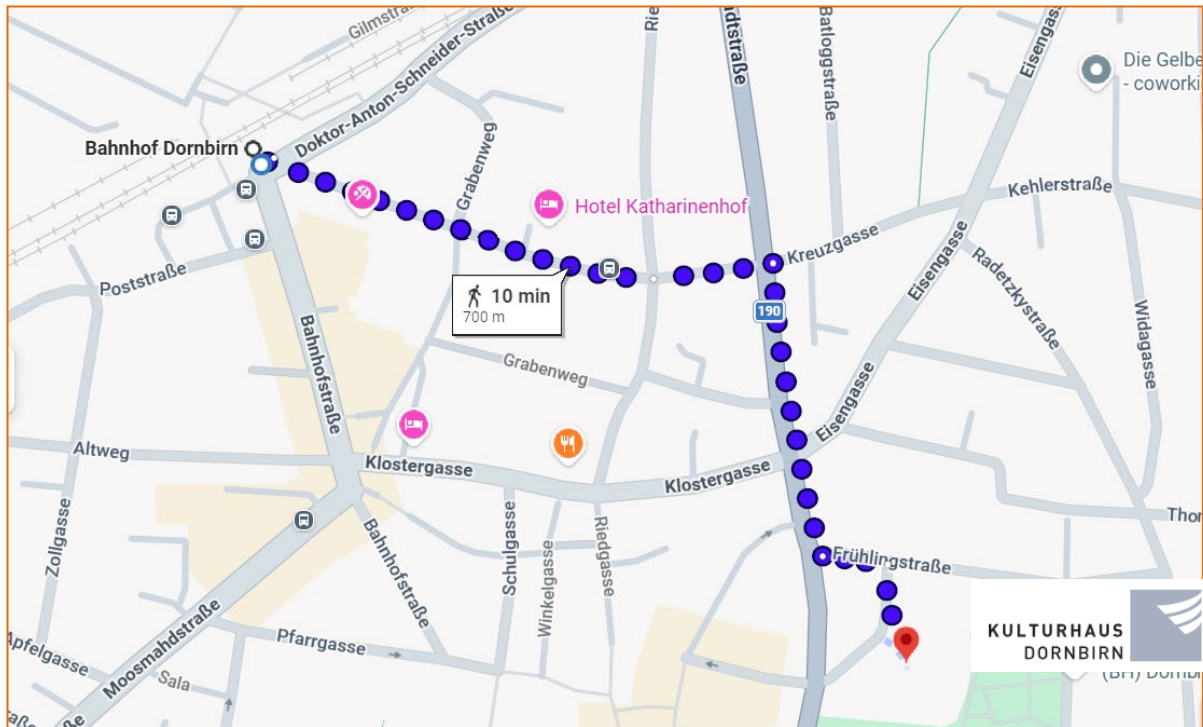 Gilmstraße
Doktor-Anton-Schneider-Straße
Bahnhof Dornbirn
Grabenweg
Rie
dtstraße
Batloggstraße
Eisengasse
Die Gelbe
- coworki
Hotel Katharinenhof
Kehlerstraße
Kreuzgasse
Poststraße
10 min
700 m
190
Eisengasse
Radetzkystraße
Widagasse
Bahnhofstraße
Grabenweg
Eisengasse
Altweg
Klostergasse
Klostergasse
Zollgasse
Bahnhofstraße
Schulgasse
Winkelgasse
Riedgasse
Thor
Frühlingstraße
Moosmahdstraße
Pfarrgasse
Apfelgasse
Sala
KULTURHAUS
DORNBIRN